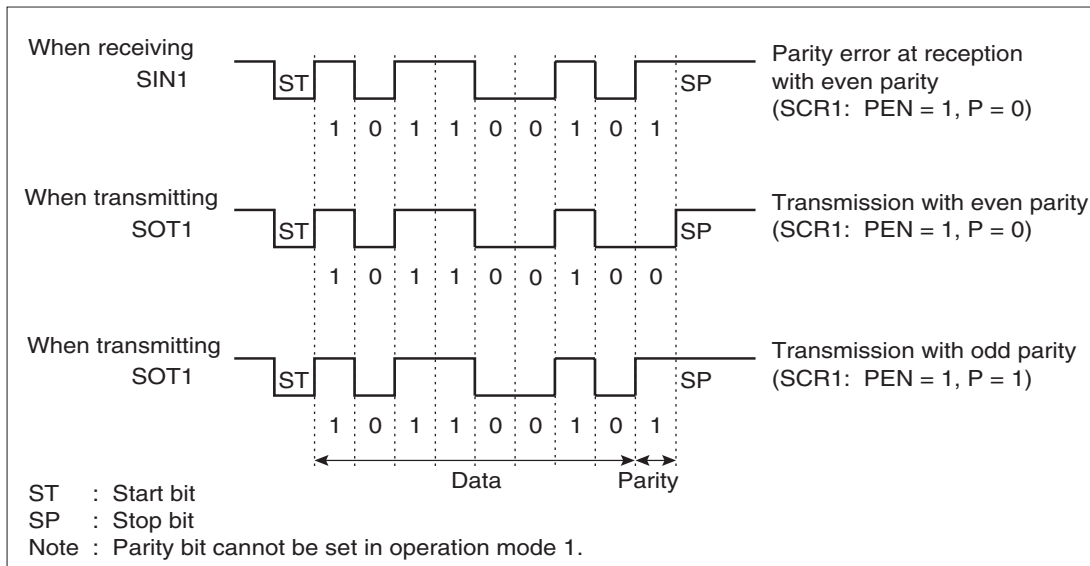 When receiving
SIN1
ST
SP
1 0 1 1 0 0 1 0 1
Parity error at reception
with even parity
(SCR1: PEN = 1, P = 0)
When transmitting
SOT1
ST
SP
1 0 1 1 0 0 1 0 0
Transmission with even parity
(SCR1: PEN = 1, P = 0)
When transmitting
SOT1
ST
SP
1 0 1 1 0 0 1 0 1
Transmission with odd parity
(SCR1: PEN = 1, P = 1)
Data
Parity
ST : Start bit
SP : Stop bit
Note : Parity bit cannot be set in operation mode 1.